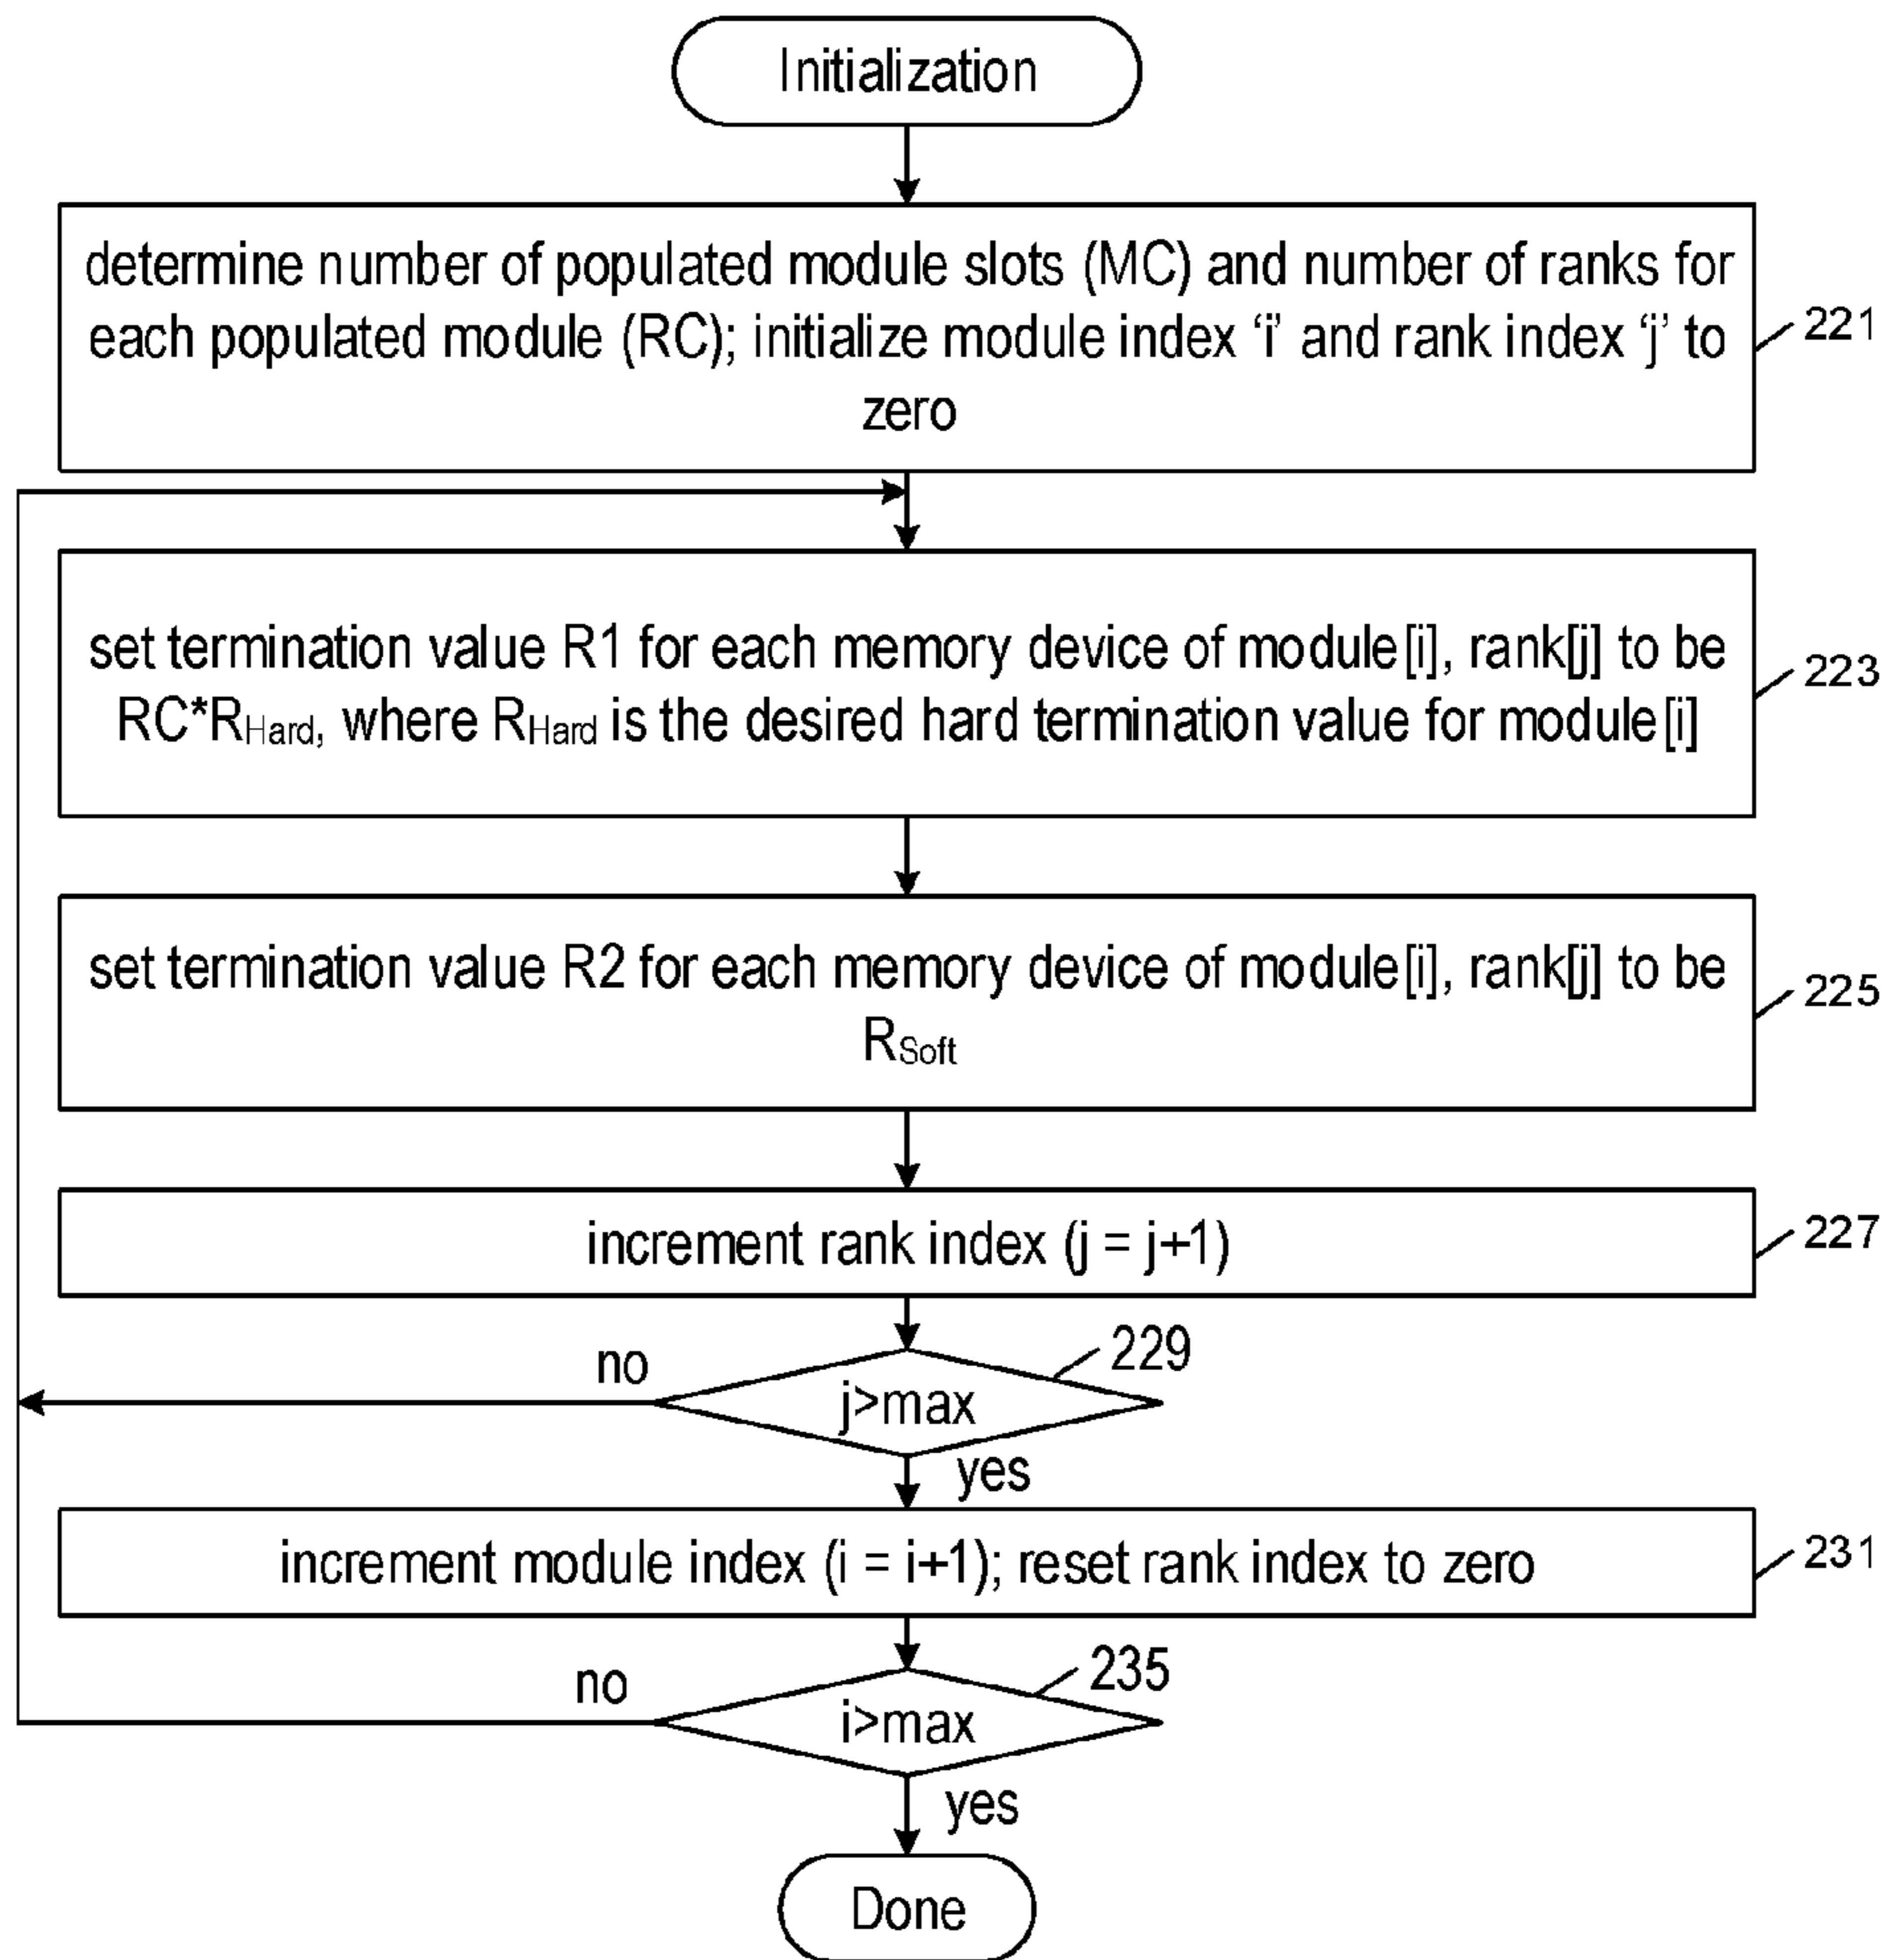 Initialization
determine number of populated module slots (MC) and number of ranks for
each populated module (RC); initialize module index ‘i’ and rank index ‘j’ to
zero
221
set termination value R1 for each memory device of module[i], rank[j] to be
RC*RHard, where RHard is the desired hard termination value for module[i]
223
set termination value R2 for each memory device of module[i], rank[j] to be
RSoft
225
increment rank index (j = j+1)
227
229
no
j>max
yes
increment module index (i = i+1); reset rank index to zero
231
235
no
i>max
yes
Done